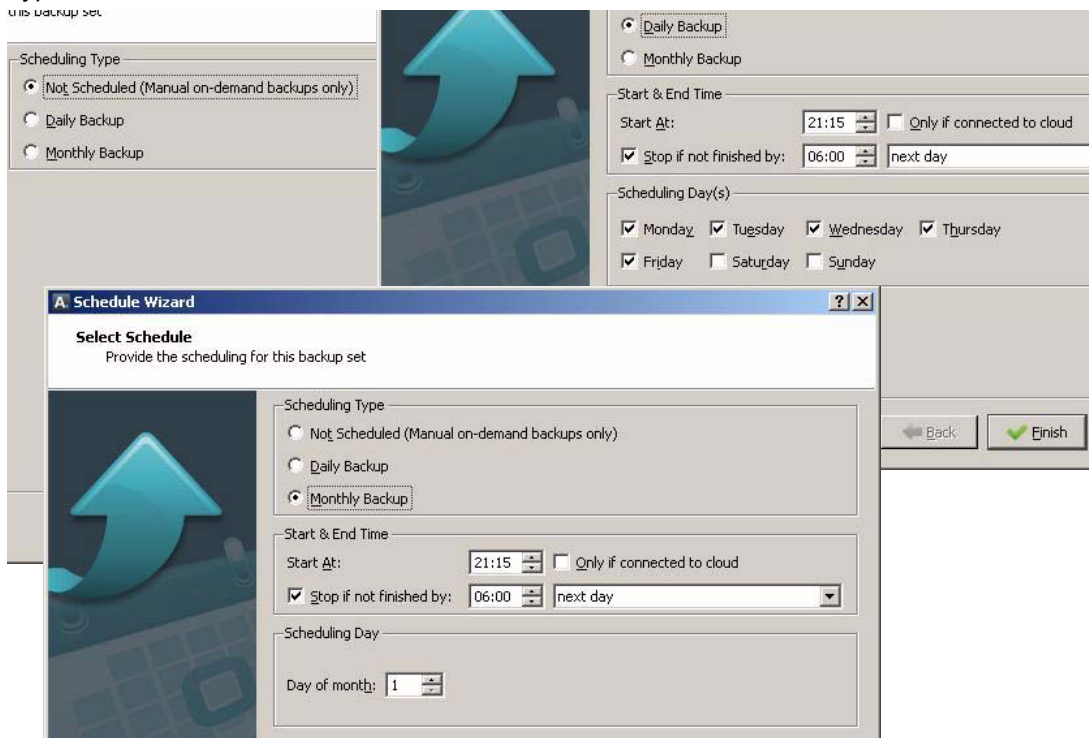 this backup set
Scheduling Type
Not Scheduled (Manual on-demand backups only)
Daily Backup
Monthly Backup
Daily Backup
Monthly Backup
Start & End Time
Start At: 21:15 Only if connected to cloud
Stop if not finished by: 06:00 next day
Scheduling Day(s)
Monday Tuesday Wednesday Thursday
Friday Saturday Sunday
Back Finish
A Schedule Wizard
Select Schedule
Provide the scheduling for this backup set
Scheduling Type
Not Scheduled (Manual on-demand backups only)
Daily Backup
Monthly Backup
Start & End Time
Start At: 21:15 Only if connected to cloud
Stop if not finished by: 06:00 next day
Scheduling Day
Day of month: 1